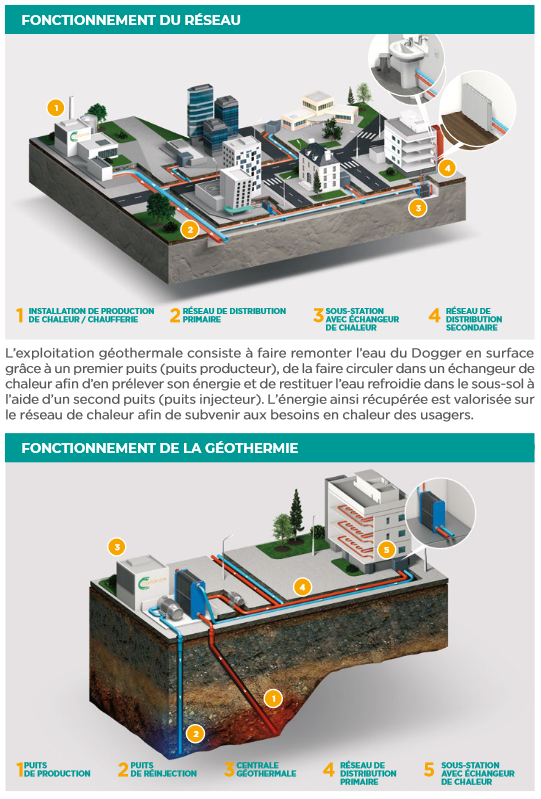 FONCTIONNEMENT DU RÉSEAU
1
2
3
4
1 INSTALLATION DE PRODUCTION
DE CHALEUR / CHAUFFERIE
2 RÉSEAU DE DISTRIBUTION
PRIMAIRE
3 SOUS-STATION
AVEC ÉCHANGEUR
DE CHALEUR
4 RÉSEAU DE
DISTRIBUTION
SECONDAIRE
L’exploitation géothermale consiste à faire remonter l’eau du Dogger en surface
grâce à un premier puits (puits producteur), de la faire circuler dans un échangeur de
chaleur afin d’en prélever son énergie et de restituer l’eau refroidie dans le sous-sol à
l’aide d’un second puits (puits injecteur). L’énergie ainsi récupérée est valorisée sur
le réseau de chaleur afin de subvenir aux besoins en chaleur des usagers.
FONCTIONNEMENT DE LA GÉOTHERMIE
3
5
4
1
2
1 PUITS
DE PRODUCTION
2 PUITS
DE RÉINJECTION
3 CENTRALE
GÉOTHERMALE
4 RÉSEAU DE
DISTRIBUTION
PRIMAIRE
5 SOUS-STATION
AVEC ÉCHANGEUR
DE CHALEUR